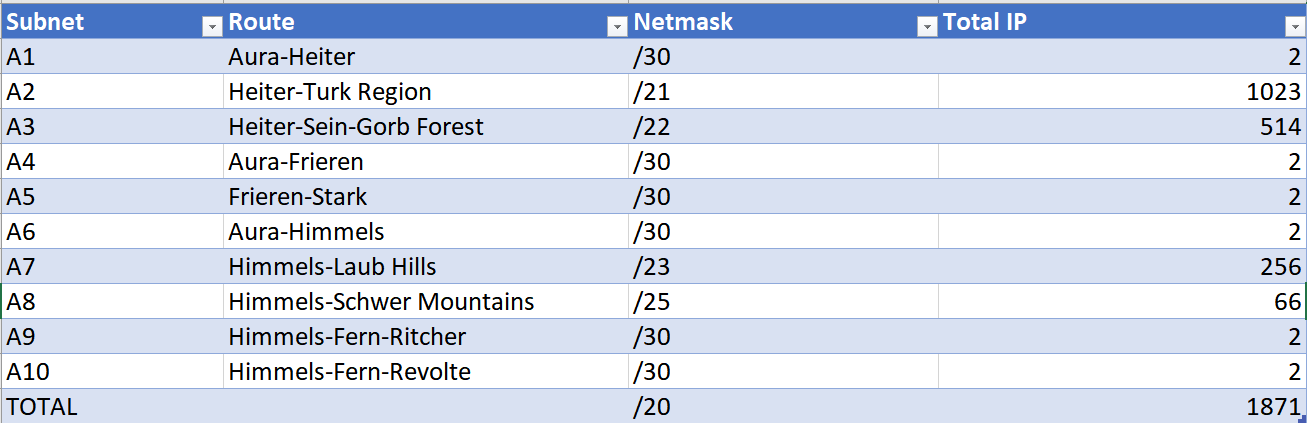 Subnet Route Netmask Total IP
A1 Aura-Heiter /30 2
A2 Heiter-Turk Region /21 1023
A3 Heiter-Sein-Gorb Forest /22 514
A4 Aura-Frieren /30 2
A5 Frieren-Stark /30 2
A6 Aura-Himmels /30 2
A7 Himmels-Laub Hills /23 256
A8 Himmels-Schwer Mountains /25 66
A9 Himmels-Fern-Ritcher /30 2
A10 Himmels-Fern-Revolte /30 2
TOTAL /20 1871